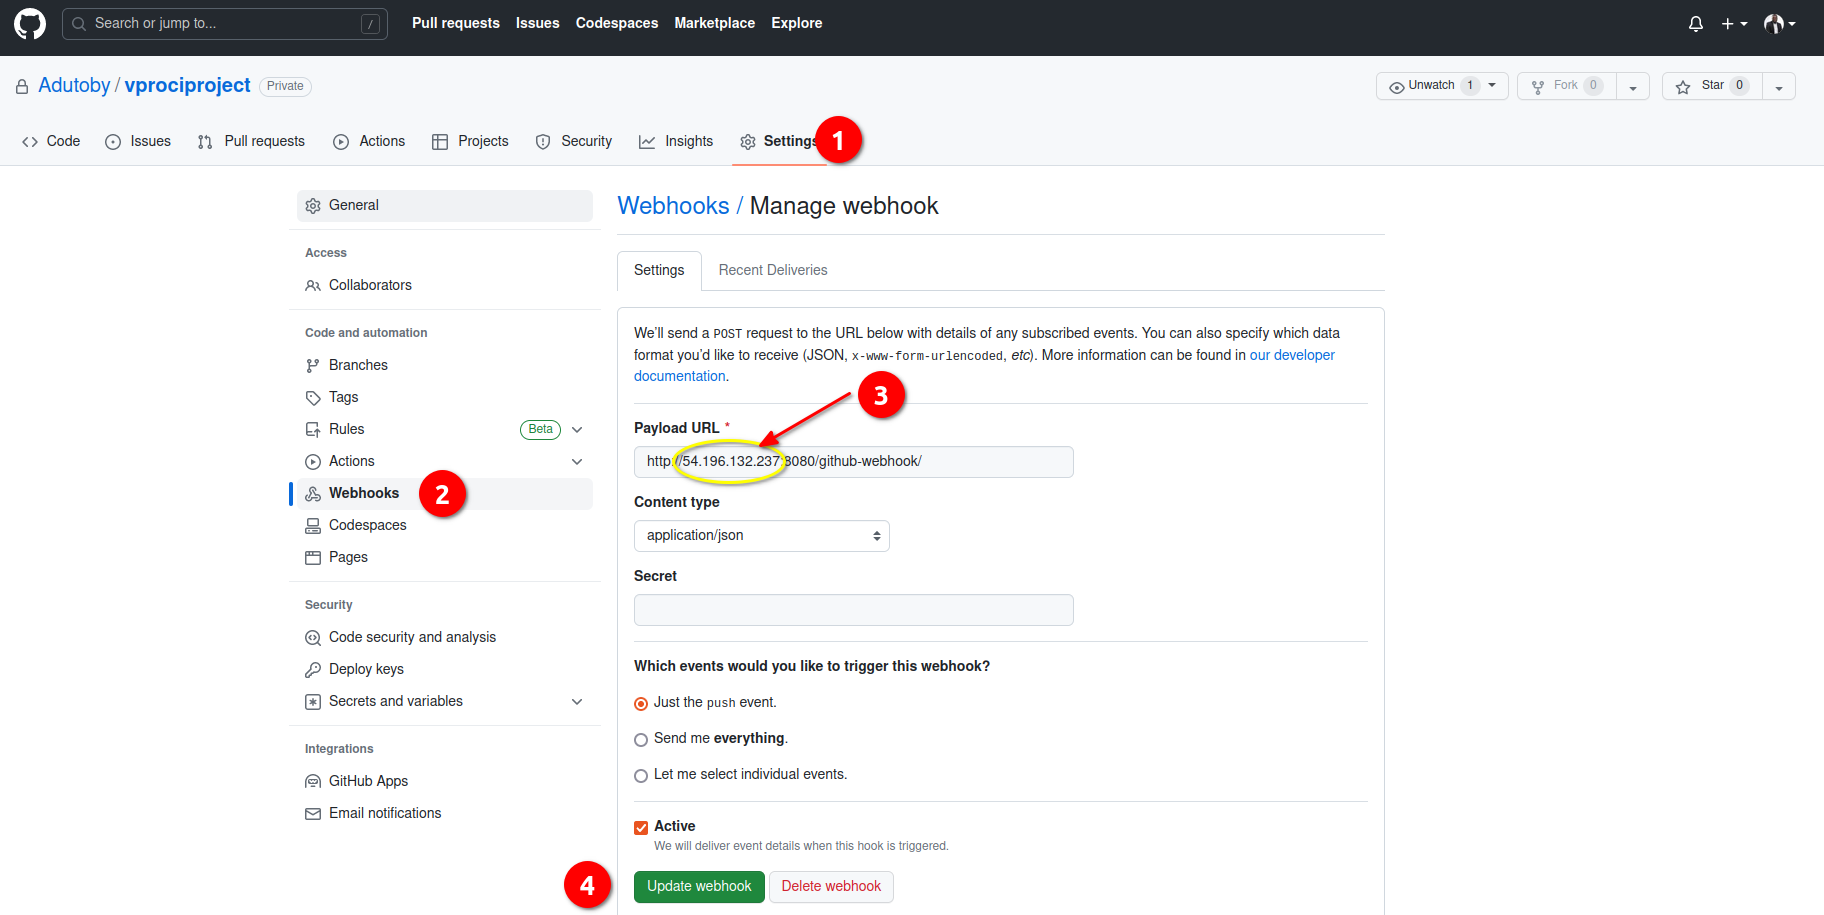 Search or jump to... /
Pull requests Issues Codespaces Marketplace Explore
Adutoby / vprociproject Private
Unwatch 1 Fork 0 Star 0
Code Issues Pull requests Actions Projects Security Insights Settings 1
General
Access
Collaborators
Code and automation
Branches
Tags
Rules Beta
Actions
Webhooks 2
Codespaces
Pages
Security
Code security and analysis
Deploy keys
Secrets and variables
Integrations
GitHub Apps
Email notifications
Webhooks / Manage webhook
Settings Recent Deliveries
We'll send a POST request to the URL below with details of any subscribed events. You can also specify which data
format you'd like to receive (JSON, x-www-form-urlencoded, etc). More information can be found in our developer
documentation.
3
Payload URL *
http://54.196.132.237:8080/github-webhook/
Content type
application/json
Secret
Which events would you like to trigger this webhook?
Just the push event.
Send me everything.
Let me select individual events.
Active
We will deliver event details when this hook is triggered.
4 Update webhook Delete webhook